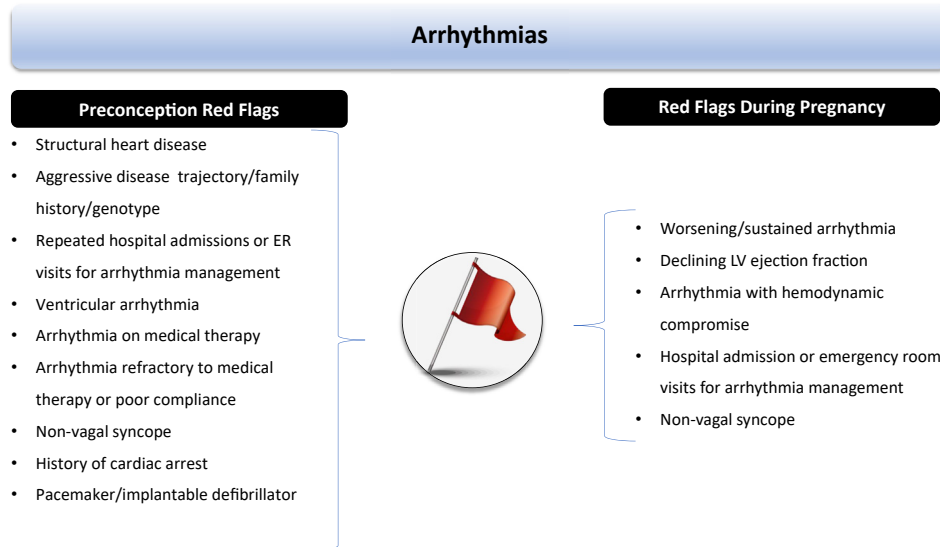 Arrhythmias
Preconception Red Flags
• Structural heart disease
• Aggressive disease trajectory/family
history/genotype
• Repeated hospital admissions or ER
visits for arrhythmia management
• Ventricular arrhythmia
• Arrhythmia on medical therapy
• Arrhythmia refractory to medical
therapy or poor compliance
• Non-vagal syncope
• History of cardiac arrest
• Pacemaker/implantable defibrillator
Red Flags During Pregnancy
• Worsening/sustained arrhythmia
• Declining LV ejection fraction
• Arrhythmia with hemodynamic
compromise
• Hospital admission or emergency room
visits for arrhythmia management
• Non-vagal syncope